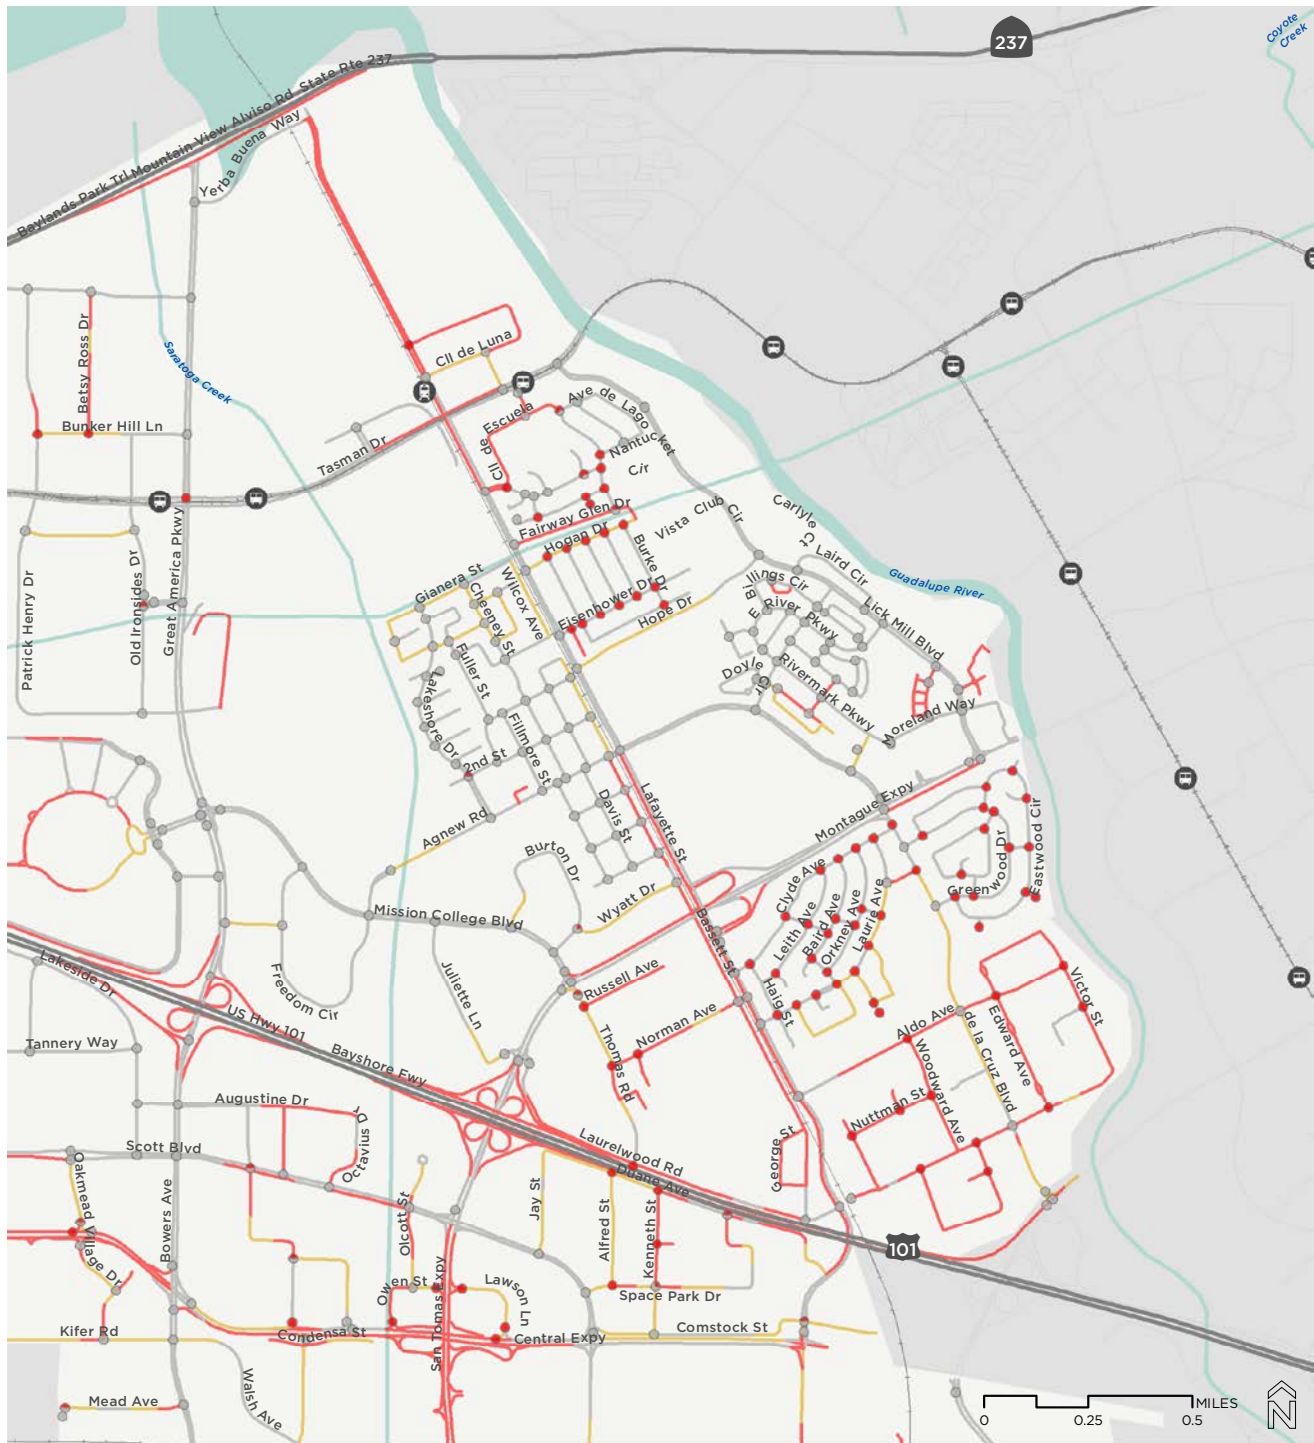 Coyote
Creek
237
State Rte 237
Mountain View Alviso Rd
Baylands Park Trl
Yerba Buena Way
Saratoga Creek
Betsy Ross Dr
Bunker Hill Ln
Cll de Luna
Tasman Dr
Escuela
Cll de
Ave de Lago
Nantucket
Cir
Fairway Glen Dr
Hogan Dr
Vista Club
Cir
Carlyle
Ct
Laird Cir
Guadalupe River
Burke Dr
Gianera St
Wilcox Ave
Cheeney St
Eisenhower Dr
Hope Dr
Billings Cir
E River Pkwy
Lick Mill Blvd
Patrick Henry Dr
Old Ironsides Dr
Great America Pkwy
Fuller St
Lakeshore Dr
Fillmore St
2nd St
Doyle
Cir
Rivermark Pkwy
Moreland Way
Agnew Rd
Davis St
Lafayette St
Montague Expy
Burton Dr
Wyatt Dr
Mission College Blvd
Clyde Ave
Leith Ave
Baird Ave
Orkney Ave
Laurie Ave
Greenwood Dr
Eastwood Cir
Bassett St
Haig St
Lakeside Dr
Freedom Cir
Juliette Ln
Russell Ave
Norman Ave
Thomas Rd
Victor St
Edward Ave
Aldo Ave
de la Cruz Blvd
Woodward Ave
Nuttman St
US Hwy 101
Bayshore Fwy
Tannery Way
Augustine Dr
Octavius Dr
Scott Blvd
Laurelwood Rd
Duane Ave
George St
Oakmead Village Dr
Bowers Ave
Olcott St
Jay St
Alfred St
Kenneth St
101
Owen St
San Tomas Expy
Lawson Ln
Space Park Dr
Kifer Rd
Condensa St
Central Expy
Comstock St
Walsh Ave
Mead Ave
MILES
0 0.25 0.5
N